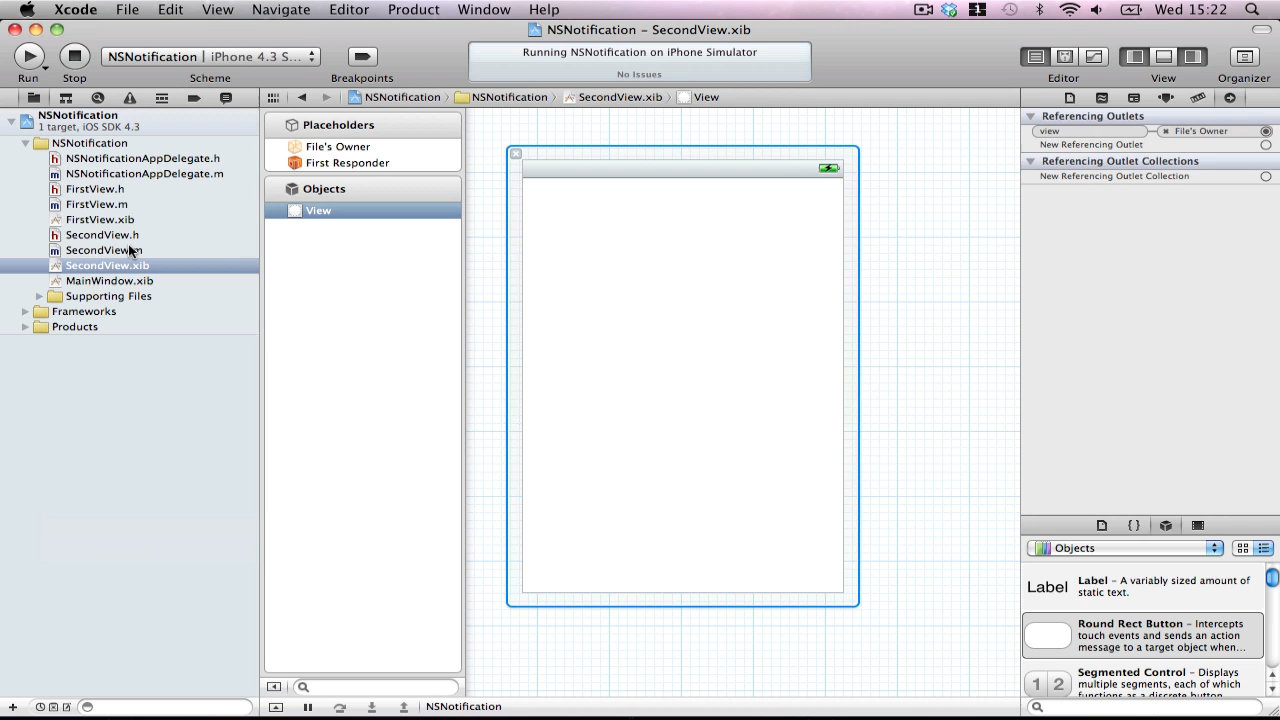 Xcode File Edit View Navigate Editor Product Window Help
1
Wed 15:22
NSNotification – SecondView.xib
Run
Stop
NSNotification | iPhone 4.3 S...
Scheme
Breakpoints
Running NSNotification on iPhone Simulator
No Issues
Editor
View
Organizer
NSNotification
1 target, iOS SDK 4.3
NSNotification
h NSNotificationAppDelegate.h
m NSNotificationAppDelegate.m
h FirstView.h
m FirstView.m
FirstView.xib
h SecondView.h
m SecondView.m
SecondView.xib
MainWindow.xib
Supporting Files
Frameworks
Products
NSNotification
NSNotification
SecondView.xib
View
Placeholders
File's Owner
First Responder
Objects
View
NSNotification
Referencing Outlets
view
File's Owner
New Referencing Outlet
Referencing Outlet Collections
New Referencing Outlet Collection
{ }
Objects
Label
Label – A variably sized amount of
static text.
Round Rect Button – Intercepts
touch events and sends an action
message to a target object when...
1 2
Segmented Control – Displays
multiple segments, each of which
functions as a discrete button